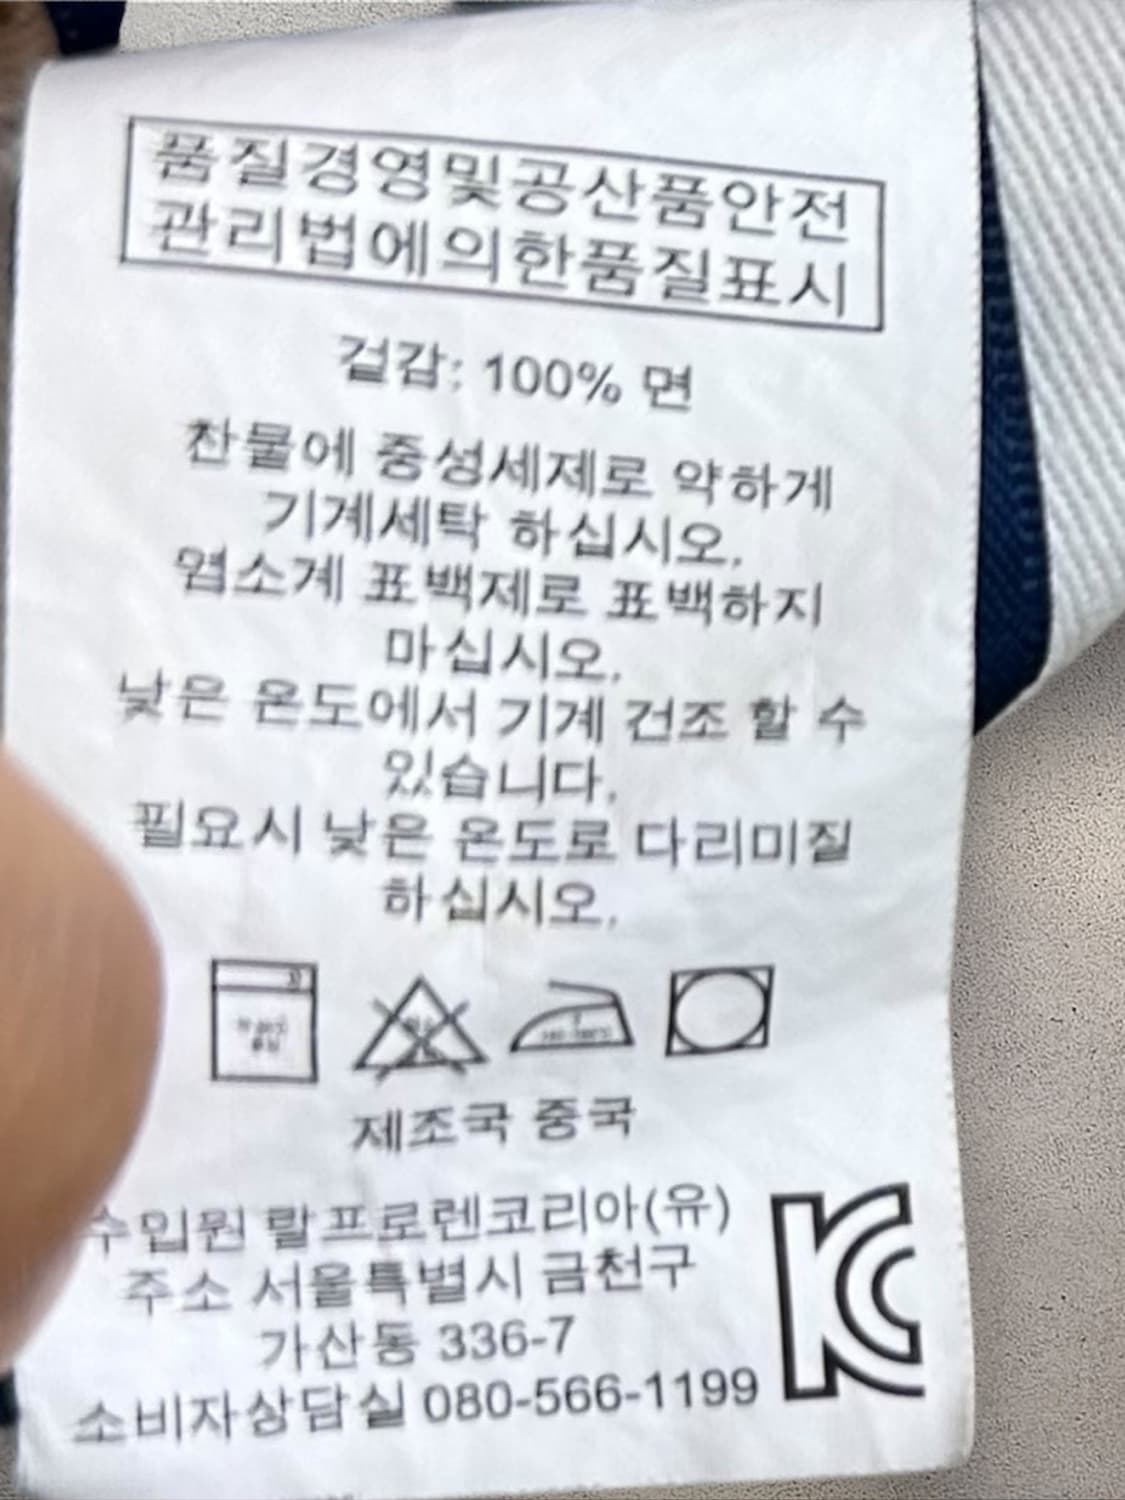 품질경영및공산품안전
관리법에의한품질표시
겉감: 100% 면
찬물에 중성세제로 약하게
기계세탁 하십시오.
염소계 표백제로 표백하지
마십시오.
낮은 온도에서 기계 건조 할 수
있습니다.
필요시 낮은 온도로 다리미질
하십시오.
제조국 중국
수입원 랄프로렌코리아(유)
주소 서울특별시 금천구
가산동 336-7
소비자상담실 080-566-1199
KC